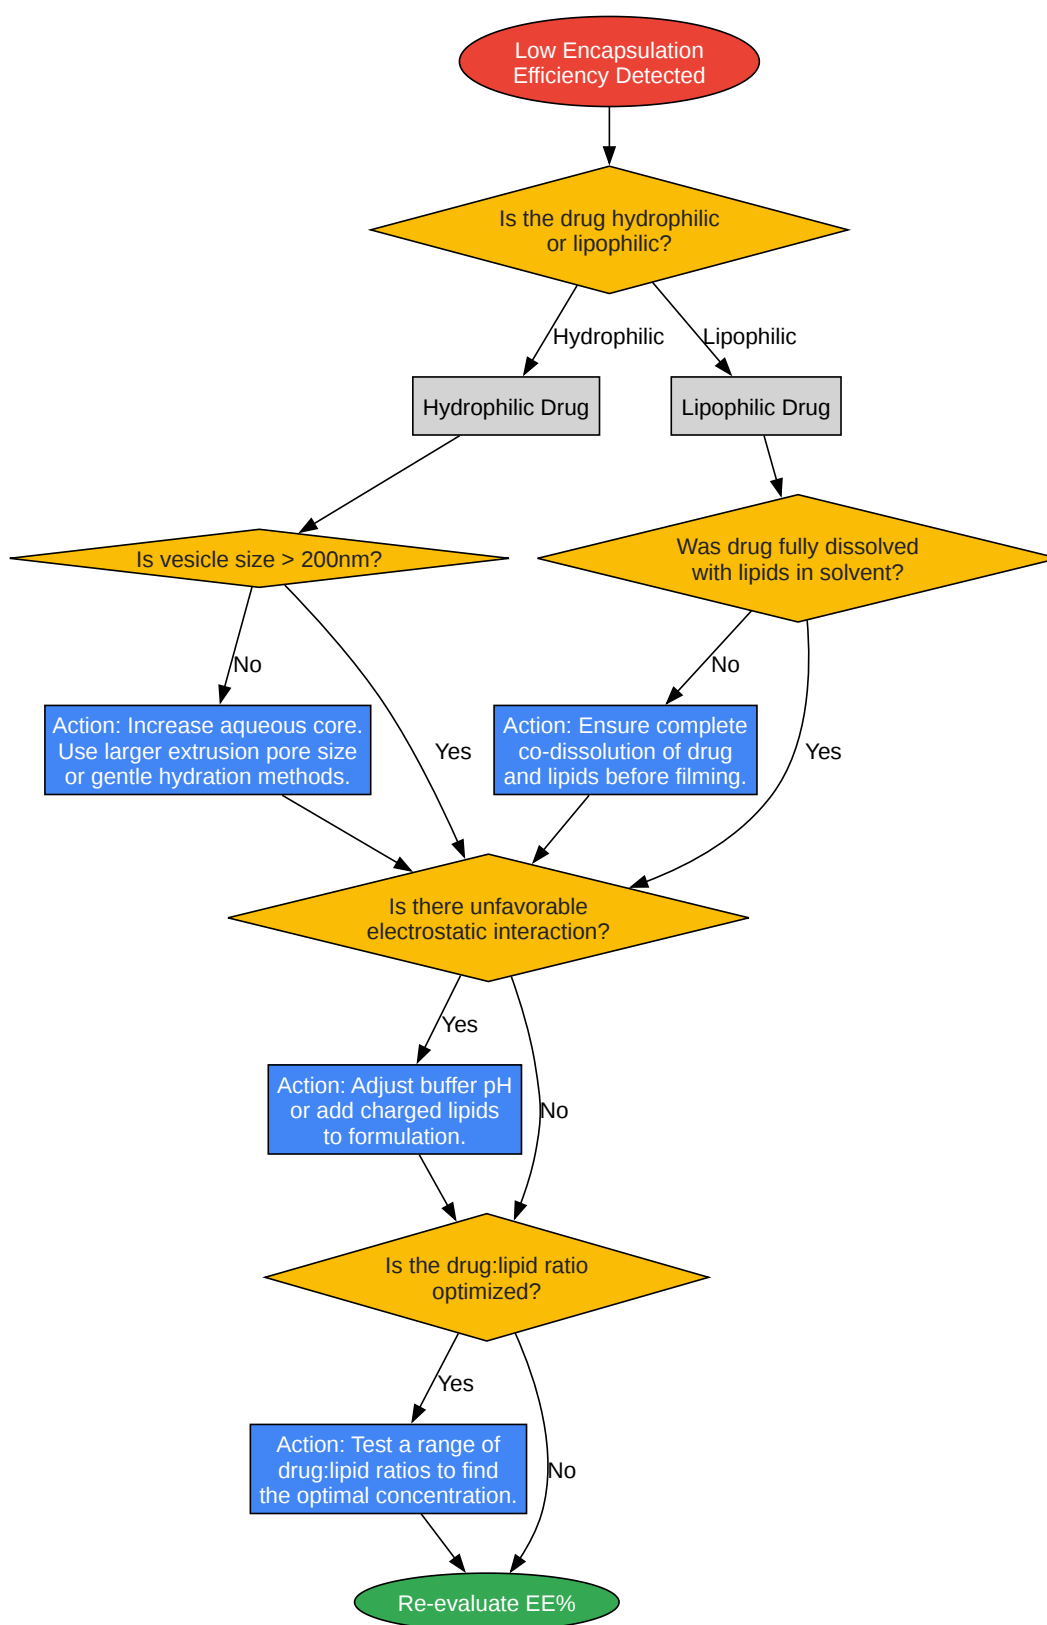 Low Encapsulation
Efficiency Detected
Is the drug hydrophilic
or lipophilic?
Hydrophilic
Lipophilic
Hydrophilic Drug
Lipophilic Drug
Is vesicle size > 200nm?
Was drug fully dissolved
with lipids in solvent?
No
No
Action: Increase aqueous core.
Use larger extrusion pore size
or gentle hydration methods.
Yes
Action: Ensure complete
co-dissolution of drug
and lipids before filming.
Yes
Is there unfavorable
electrostatic interaction?
Yes
Action: Adjust buffer pH
or add charged lipids
to formulation.
No
Is the drug:lipid ratio
optimized?
Yes
Action: Test a range of
drug:lipid ratios to find
the optimal concentration.
No
Re-evaluate EE%